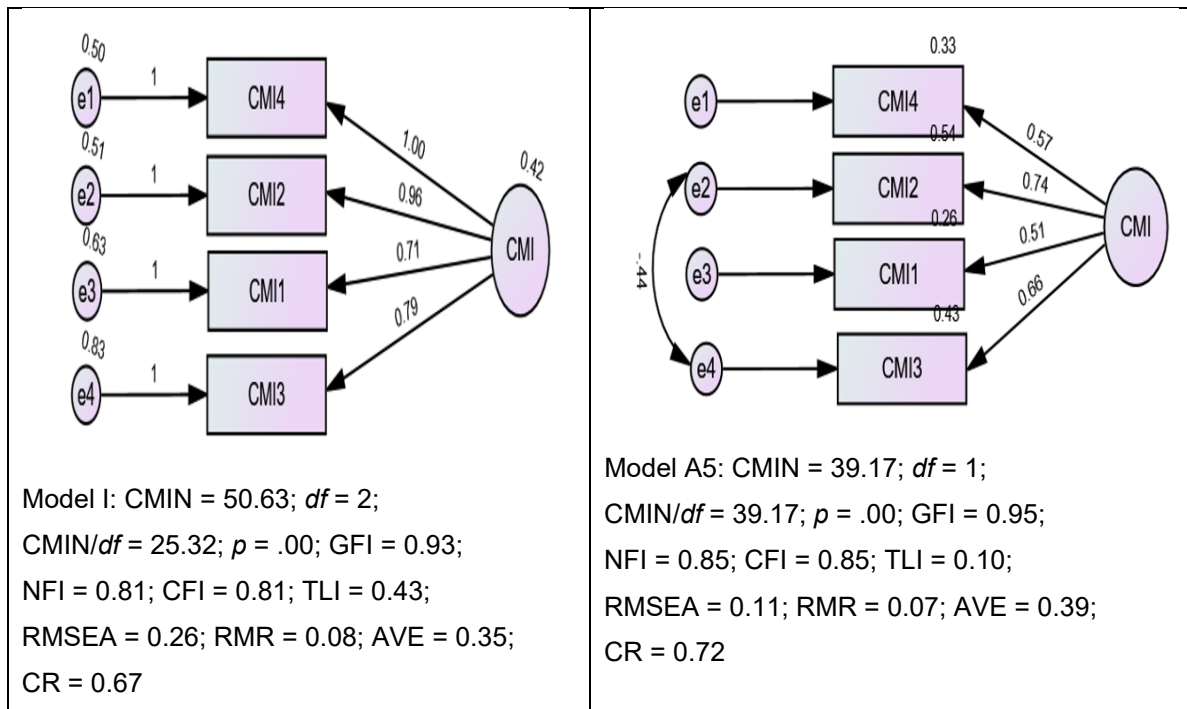 0.50
e1
1
CMI4
0.51
e2
1
CMI2
0.63
e3
1
CMI1
0.83
e4
1
CMI3
1.00
0.96
0.71
0.79
0.42
CMI
Model I: CMIN = 50.63; df = 2;
CMIN/df = 25.32; p = .00; GFI = 0.93;
NFI = 0.81; CFI = 0.81; TLI = 0.43;
RMSEA = 0.26; RMR = 0.08; AVE = 0.35;
CR = 0.67
0.33
e1
CMI4
0.54
e2
CMI2
0.26
e3
CMI1
0.43
e4
CMI3
-.44
0.57
0.74
0.51
0.66
CMI
Model A5: CMIN = 39.17; df = 1;
CMIN/df = 39.17; p = .00; GFI = 0.95;
NFI = 0.85; CFI = 0.85; TLI = 0.10;
RMSEA = 0.11; RMR = 0.07; AVE = 0.39;
CR = 0.72